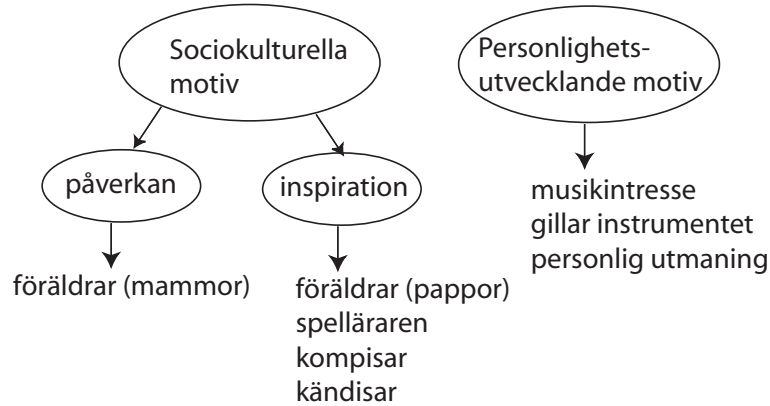 Sociokulturella
motiv
Personlighets-
utvecklande motiv
påverkan
inspiration
musikintresse
gillar instrumentet
personlig utmaning
föräldrar (mammor)
föräldrar (pappor)
spelläraren
kompisar
kändisar